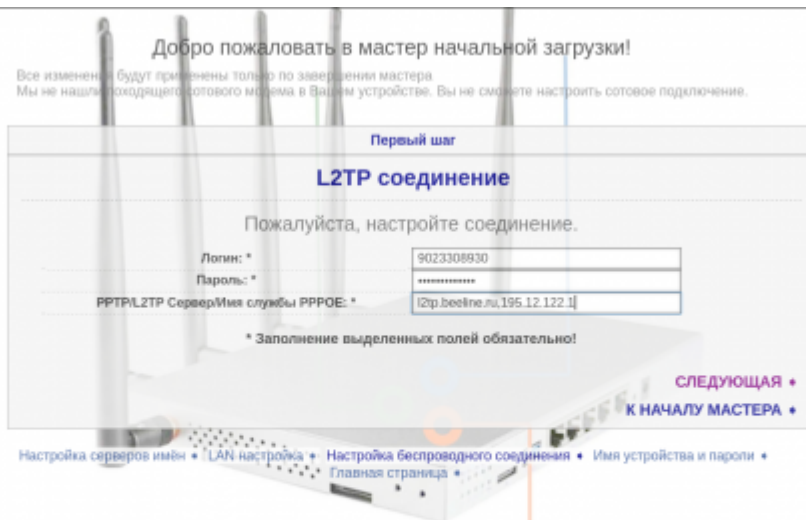 Добро пожаловать в мастер начальной загрузки!
Все изменения будут применены только по завершении мастера
Мы не нашли походящего сотового модема в Вашем устройстве. Вы не сможете настроить сотовое подключение.
Первый шаг
L2TP соединение
Пожалуйста, настройте соединение.
Логин: * 9023308930
Пароль: * •••••••••••••
PPTP/L2TP Сервер/Имя службы PPPOE: * l2tp.beeline.ru,195.12.122.1
* Заполнение выделенных полей обязательно!
СЛЕДУЮЩАЯ
К НАЧАЛУ МАСТЕРА
Настройка серверов имён • LAN настройка • Настройка беспроводного соединения • Имя устройства и пароли •
Главная страница •